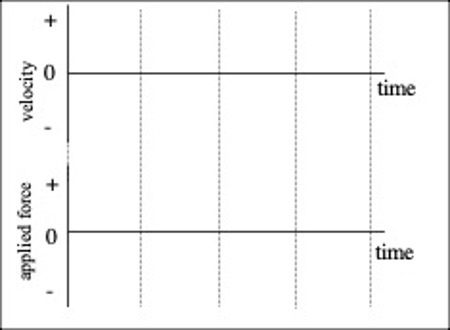 +
velocity
0
time
-
+
applied force
0
time
-